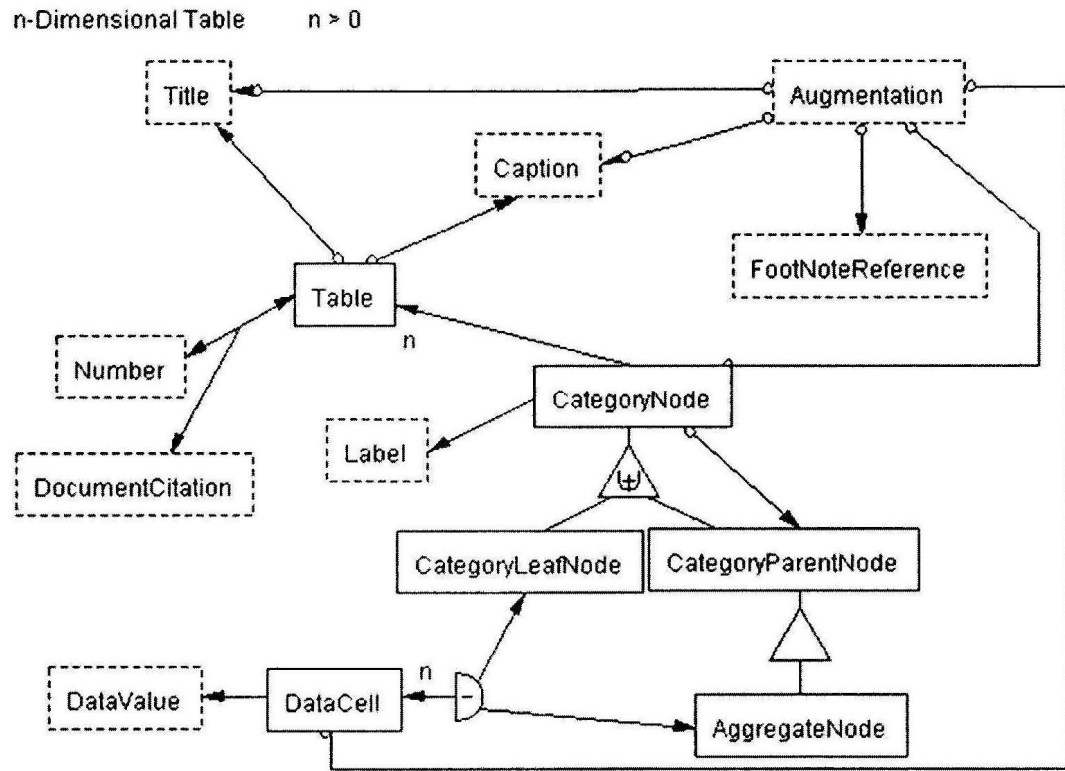 n-Dimensional Table n > 0
Title
Augmentation
Caption
FootNoteReference
Table
n
Number
CategoryNode
Label
DocumentCitation
CategoryLeafNode
CategoryParentNode
n
DataValue
DataCell
-
AggregateNode